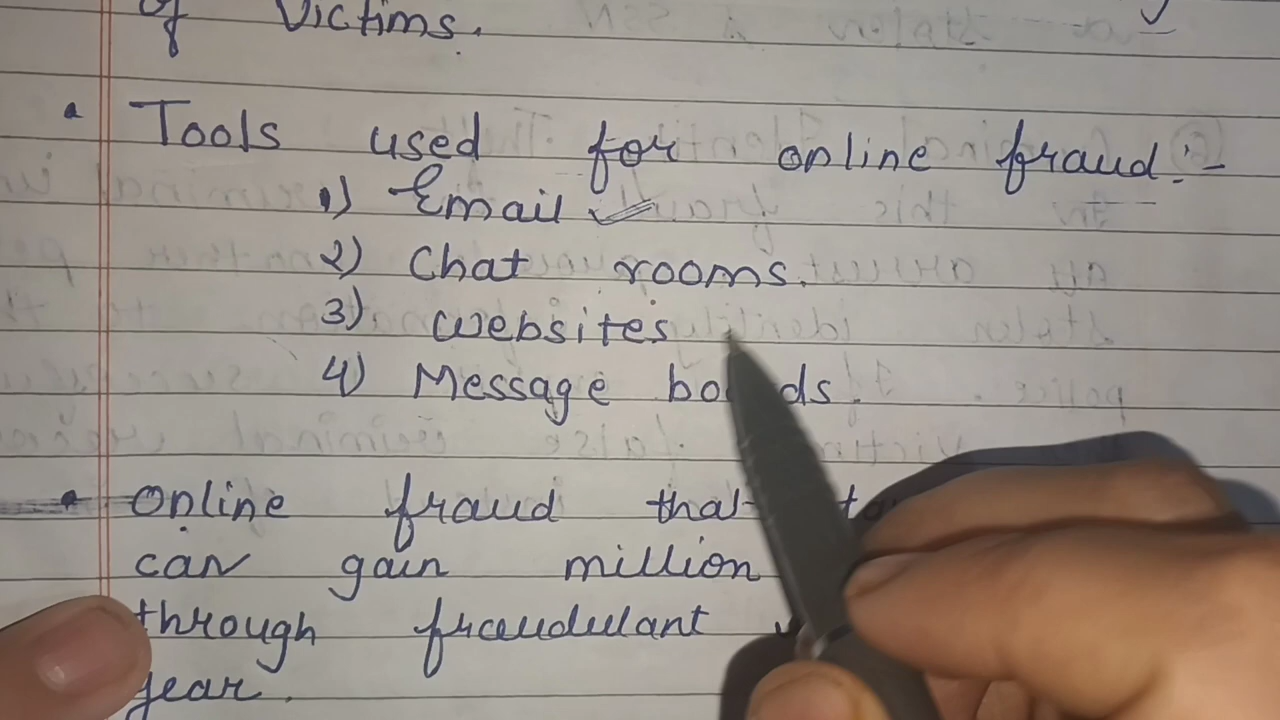 of Victims.
• Tools used for online fraud :-
1) Email
2) Chat rooms.
3) Websites
4) Message boards.
• Online fraud that
can gain million
through fraudulant
year.